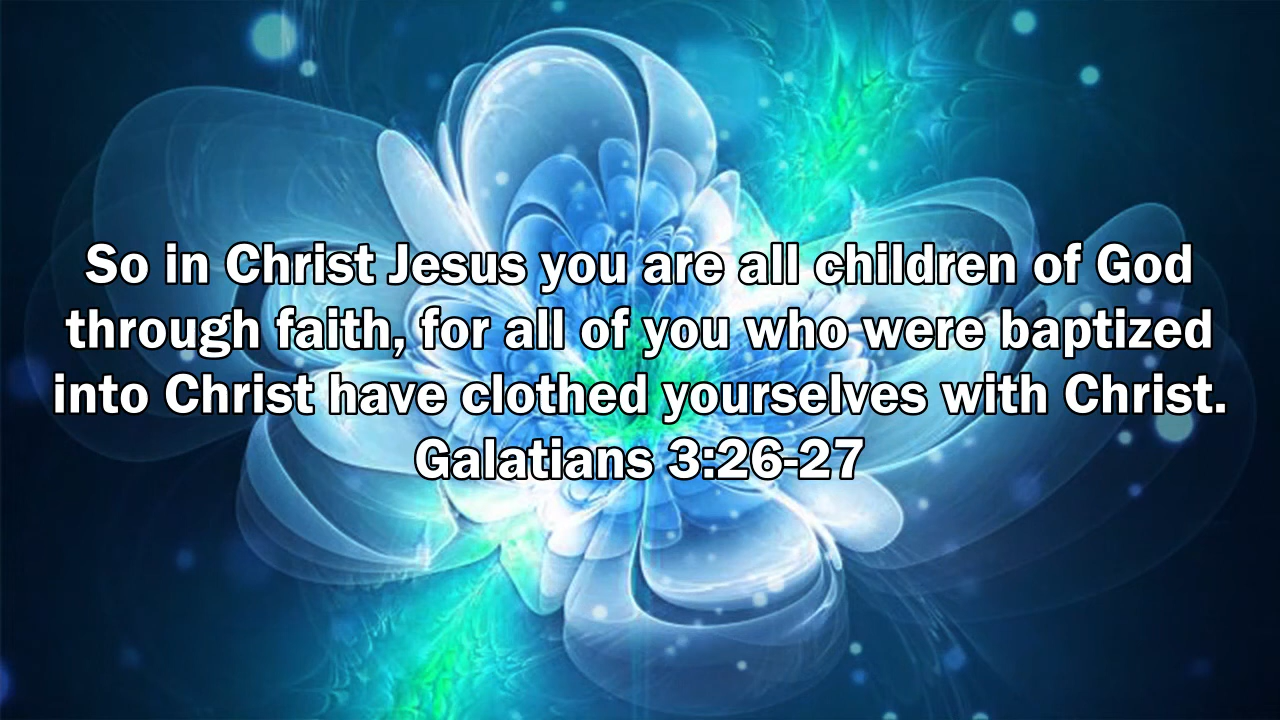 So in Christ Jesus you are all children of God
through faith, for all of you who were baptized
into Christ have clothed yourselves with Christ.
Galatians 3:26-27